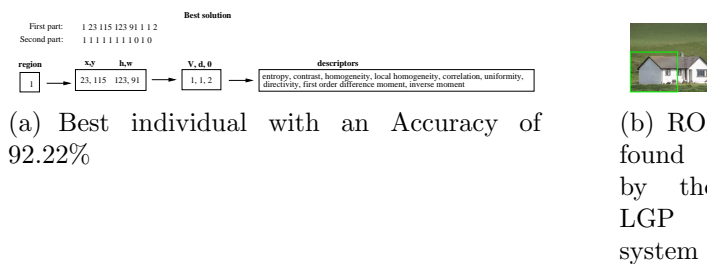 Best solution
First part: 1 23 115 123 91 1 1 2
Second part: 1 1 1 1 1 1 1 1 0 1 0
region x,y h,w V, d, 0 descriptors
1 23, 115 123, 91 1, 1, 2 entropy, contrast, homogeneity, local homogeneity, correlation, uniformity,
directivity, first order difference moment, inverse moment
(a) Best individual with an Accuracy of
92.22%
(b) RO
found
by the
LGP
system